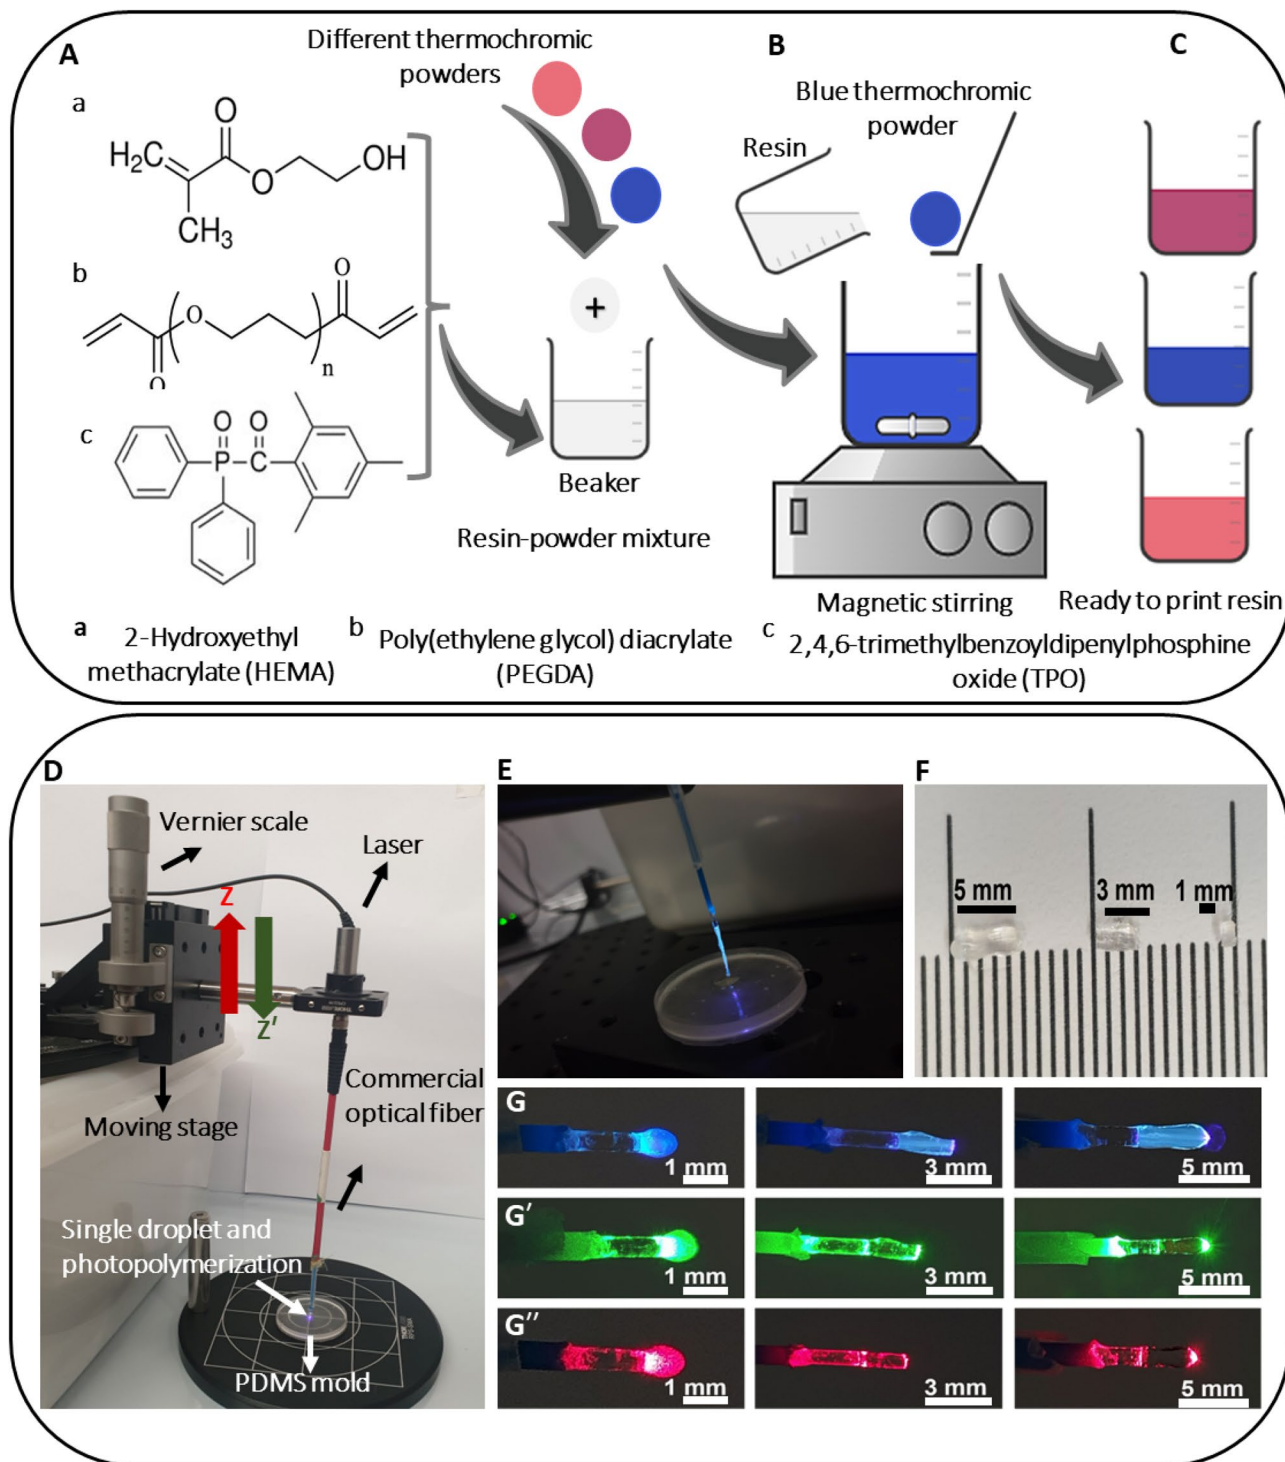 A
Different thermochromic
powders
B
C
a
O
H₂C
O
OH
CH₃
Blue thermochromic
powder
Resin
b
O
O
O
n
+
c
O
O
P
C
Beaker
Resin-powder mixture
Magnetic stirring
Ready to print resin
a
2-Hydroxyethyl
methacrylate (HEMA)
b
Poly(ethylene glycol) diacrylate
(PEGDA)
c
2,4,6-trimethylbenzoyldipenylphosphine
oxide (TPO)
D
Vernier scale
Laser
Z
Z′
Commercial
optical fiber
Moving stage
Single droplet and
photopolymerization
PDMS mold
E
F
5 mm
3 mm
1 mm
G
1 mm
3 mm
5 mm
G′
1 mm
3 mm
5 mm
G″
1 mm
3 mm
5 mm